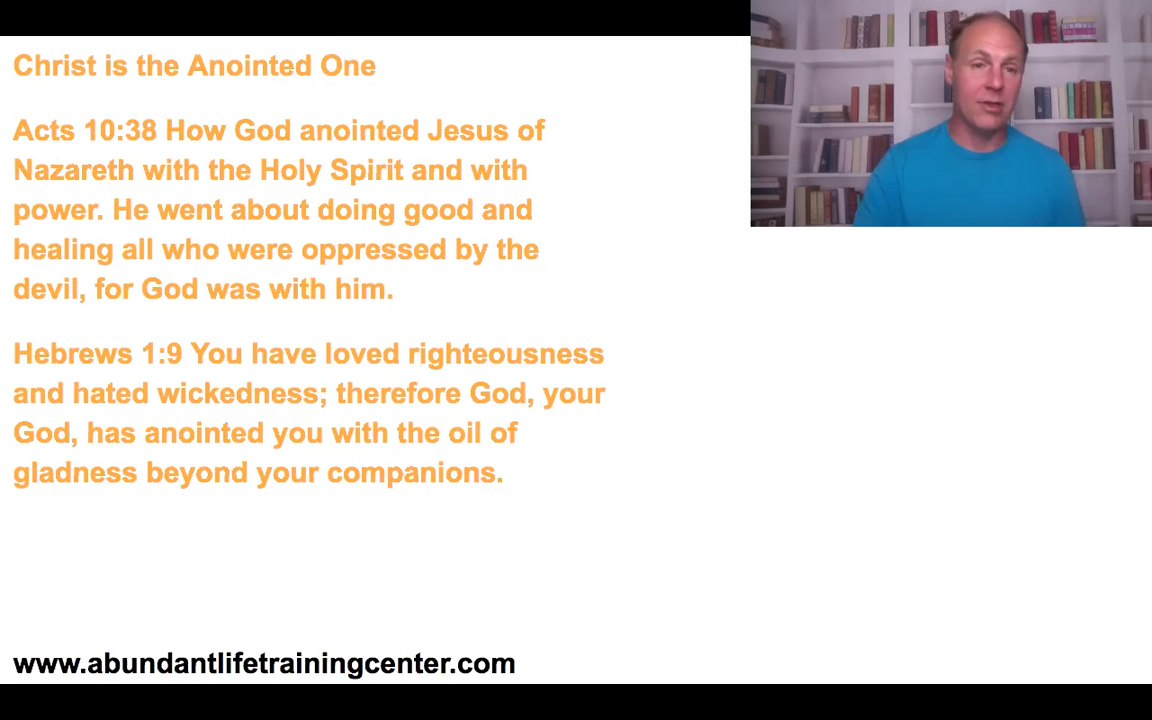 Christ is the Anointed One
Acts 10:38 How God anointed Jesus of
Nazareth with the Holy Spirit and with
power. He went about doing good and
healing all who were oppressed by the
devil, for God was with him.
Hebrews 1:9 You have loved righteousness
and hated wickedness; therefore God, your
God, has anointed you with the oil of
gladness beyond your companions.
www.abundantlifetrainingcenter.com